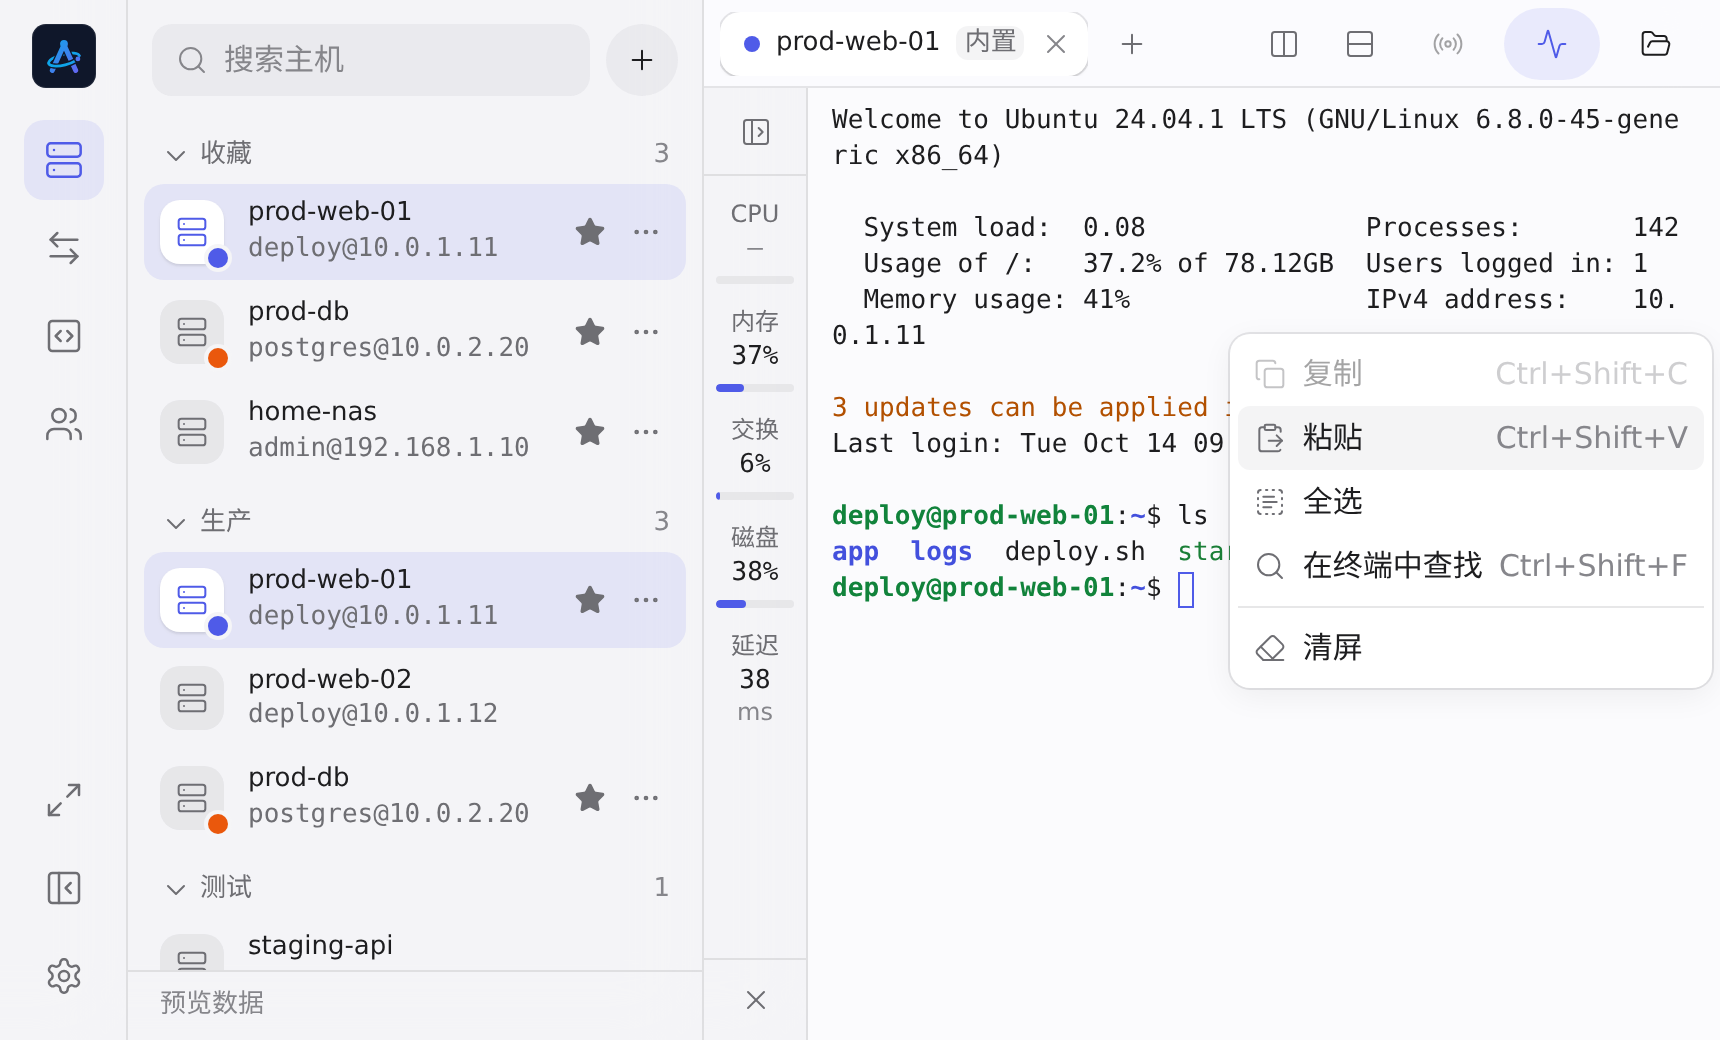 搜索主机
收藏 3
prod-web-01
deploy@10.0.1.11
prod-db
postgres@10.0.2.20
home-nas
admin@192.168.1.10
生产 3
prod-web-01
deploy@10.0.1.11
prod-web-02
deploy@10.0.1.12
prod-db
postgres@10.0.2.20
测试 1
staging-api
预览数据
prod-web-01 内置
CPU
—
内存
37%
交换
6%
磁盘
38%
延迟
38
ms
Welcome to Ubuntu 24.04.1 LTS (GNU/Linux 6.8.0-45-gene
ric x86_64)
System load: 0.08 Processes: 142
Usage of /: 37.2% of 78.12GB Users logged in: 1
Memory usage: 41% IPv4 address: 10.
0.1.11
3 updates can be applied
Last login: Tue Oct 14 09
deploy@prod-web-01:~$ ls
app logs deploy.sh
deploy@prod-web-01:~$
复制 Ctrl+Shift+C
粘贴 Ctrl+Shift+V
全选
在终端中查找 Ctrl+Shift+F
清屏